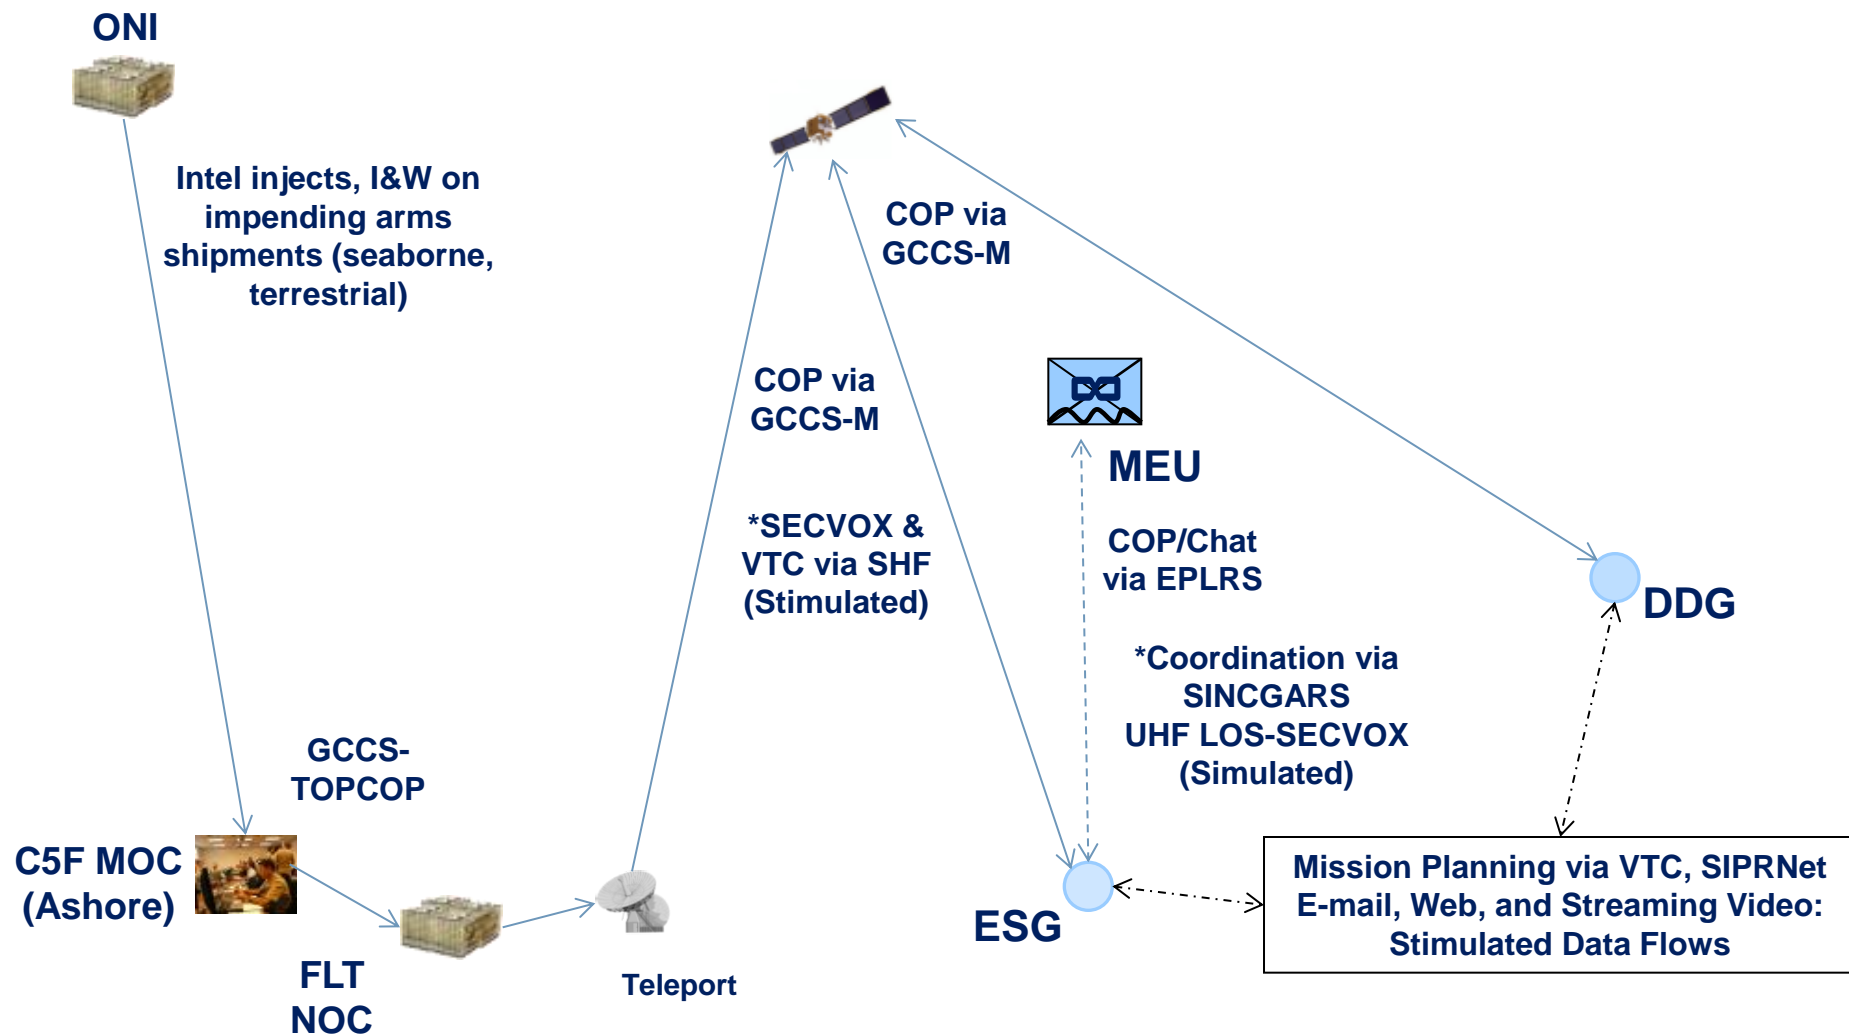 ONI
Intel injects, I&W on
impending arms
shipments (seaborne,
terrestrial)
COP via
GCCS-M
COP via
GCCS-M
MEU
*SECVOX &
VTC via SHF
(Stimulated)
COP/Chat
via EPLRS
DDG
*Coordination via
SINCGARS
UHF LOS-SECVOX
(Simulated)
GCCS-
TOPCOP
C5F MOC
(Ashore)
FLT
NOC
Teleport
ESG
Mission Planning via VTC, SIPRNet
E-mail, Web, and Streaming Video:
Stimulated Data Flows